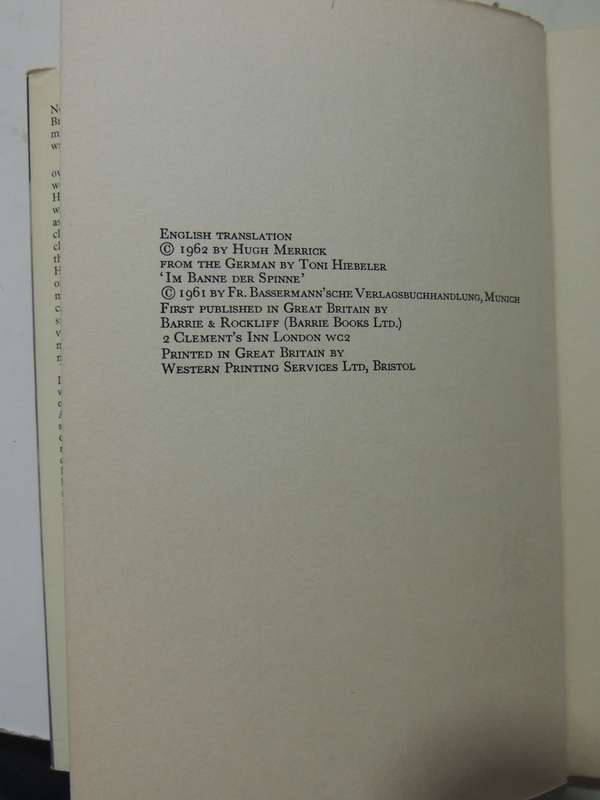 English translation
© 1962 by Hugh Merrick
from the German by Toni Hiebeler
'Im Banne der Spinne'
© 1961 by Fr. Bassermann'sche Verlagsbuchhandlung, Munich
First published in Great Britain by
Barrie & Rockliff (Barrie Books Ltd.)
2 Clement's Inn London wc2
Printed in Great Britain by
Western Printing Services Ltd, Bristol